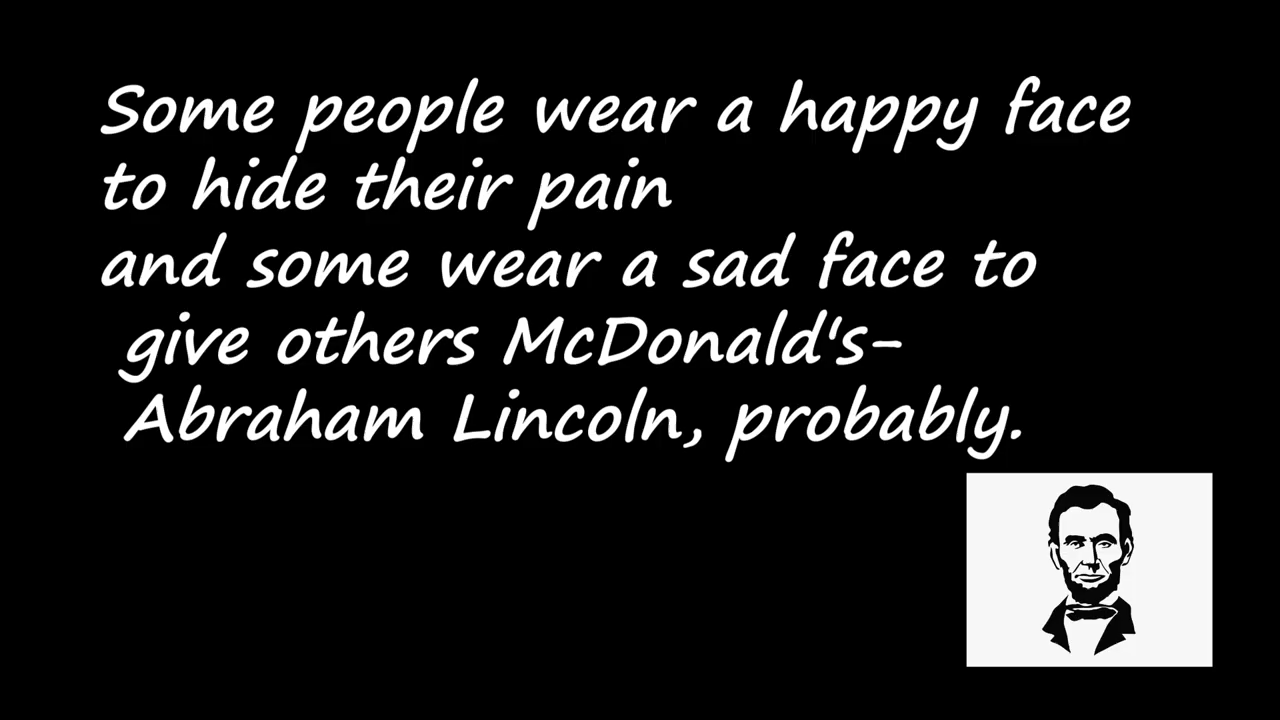 Some people wear a happy face
to hide their pain
and some wear a sad face to
give others McDonald's-
Abraham Lincoln, probably.